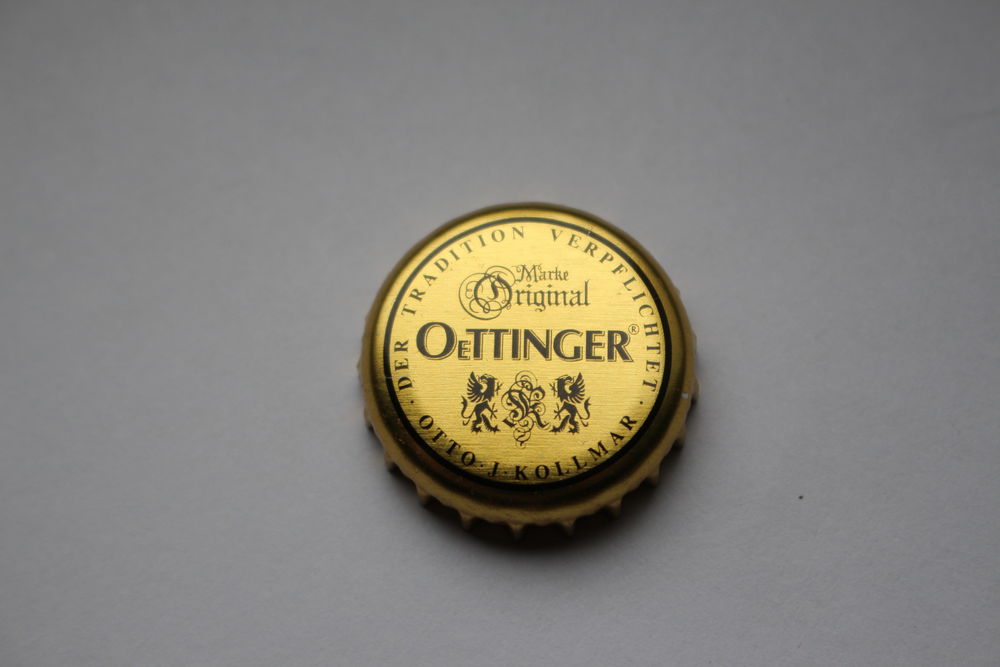 DER TRADITION VERPFLICHTET
Marke
Original
OETTINGER®
· OTTO · J · KOLLMAR ·